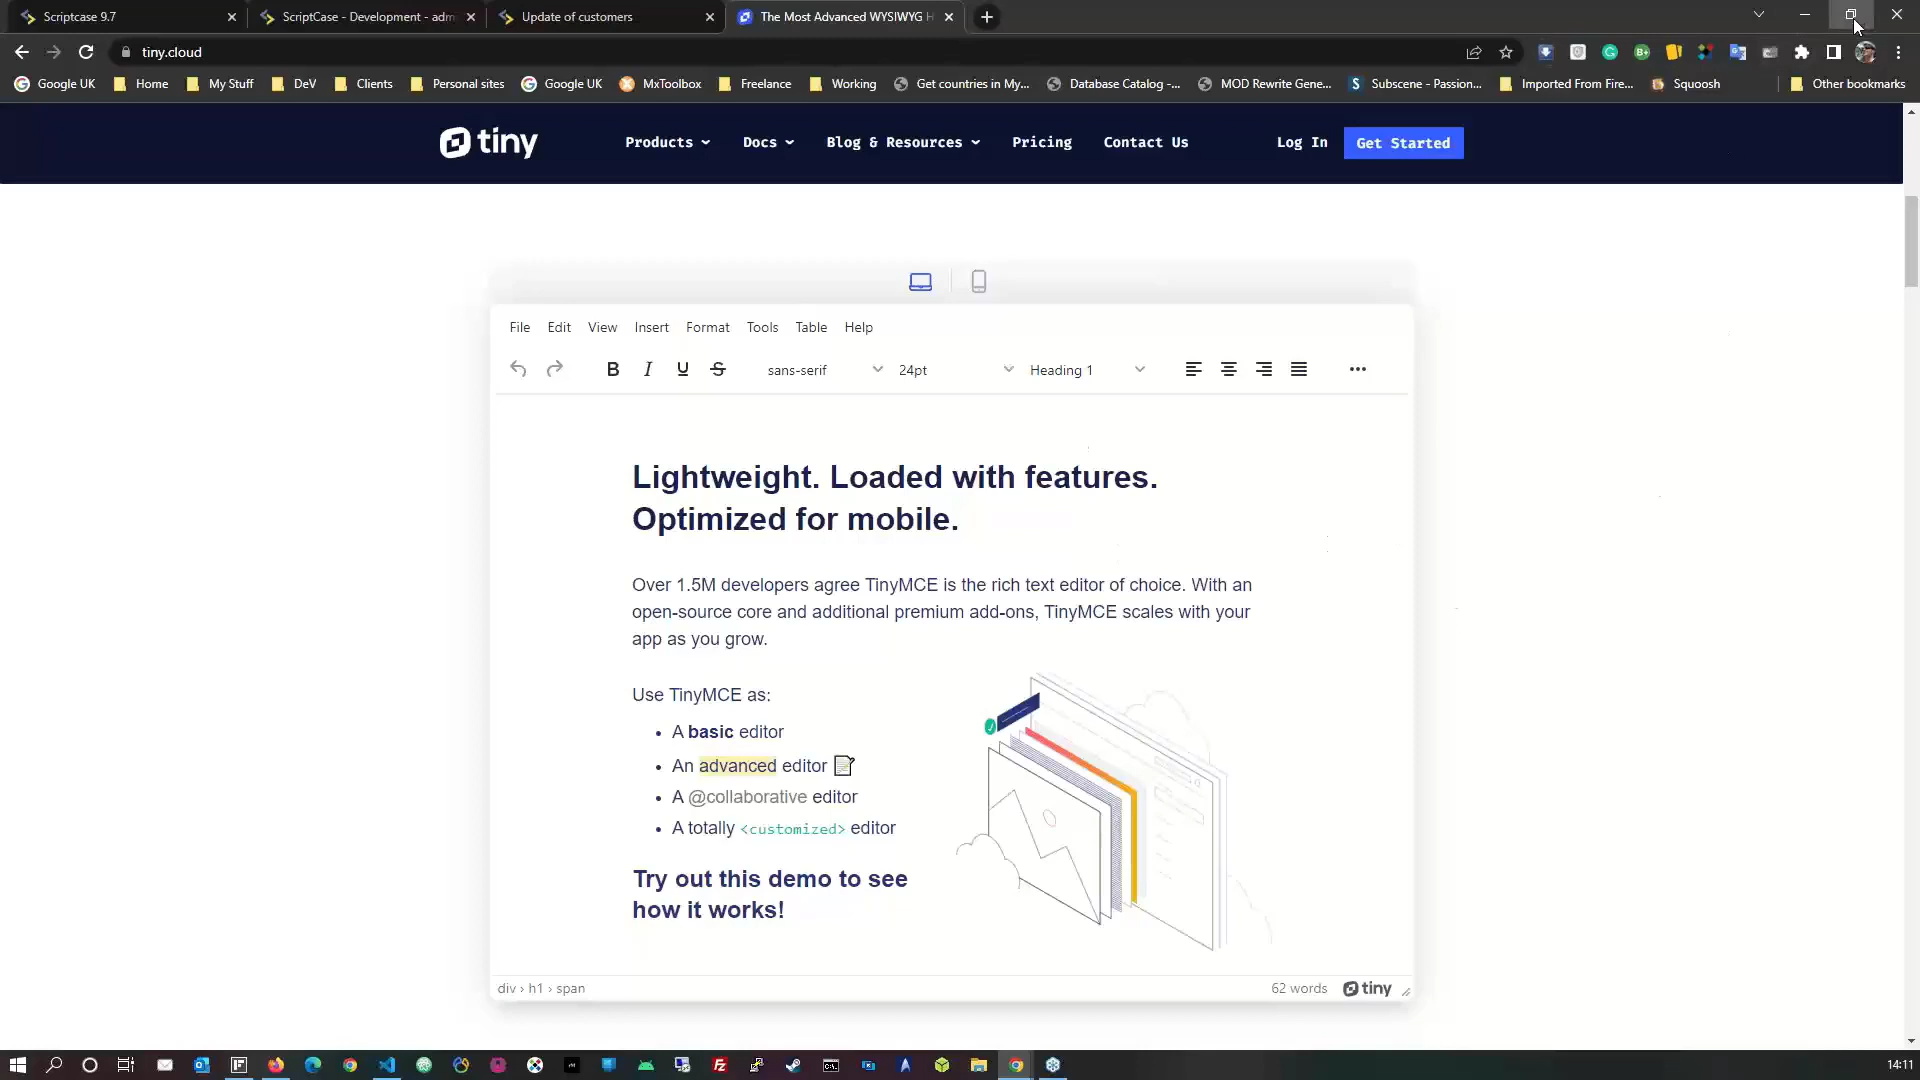 Scriptcase 9.7
ScriptCase - Development - adm
Update of customers
The Most Advanced WYSIWYG H
tiny.cloud
Google UK
Home
My Stuff
DeV
Clients
Personal sites
Google UK
MxToolbox
Freelance
Working
Get countries in My...
Database Catalog -...
MOD Rewrite Gene...
Subscene - Passion...
Imported From Fire...
Squoosh
Other bookmarks
tiny
Products
Docs
Blog & Resources
Pricing
Contact Us
Log In
Get Started
File Edit View Insert Format Tools Table Help
B I U S sans-serif 24pt Heading 1
Lightweight. Loaded with features.
Optimized for mobile.
Over 1.5M developers agree TinyMCE is the rich text editor of choice. With an
open-source core and additional premium add-ons, TinyMCE scales with your
app as you grow.
Use TinyMCE as:
• A basic editor
• An advanced editor 📝
• A @collaborative editor
• A totally <customized> editor
Try out this demo to see
how it works!
div › h1 › span
62 words
tiny
14:11